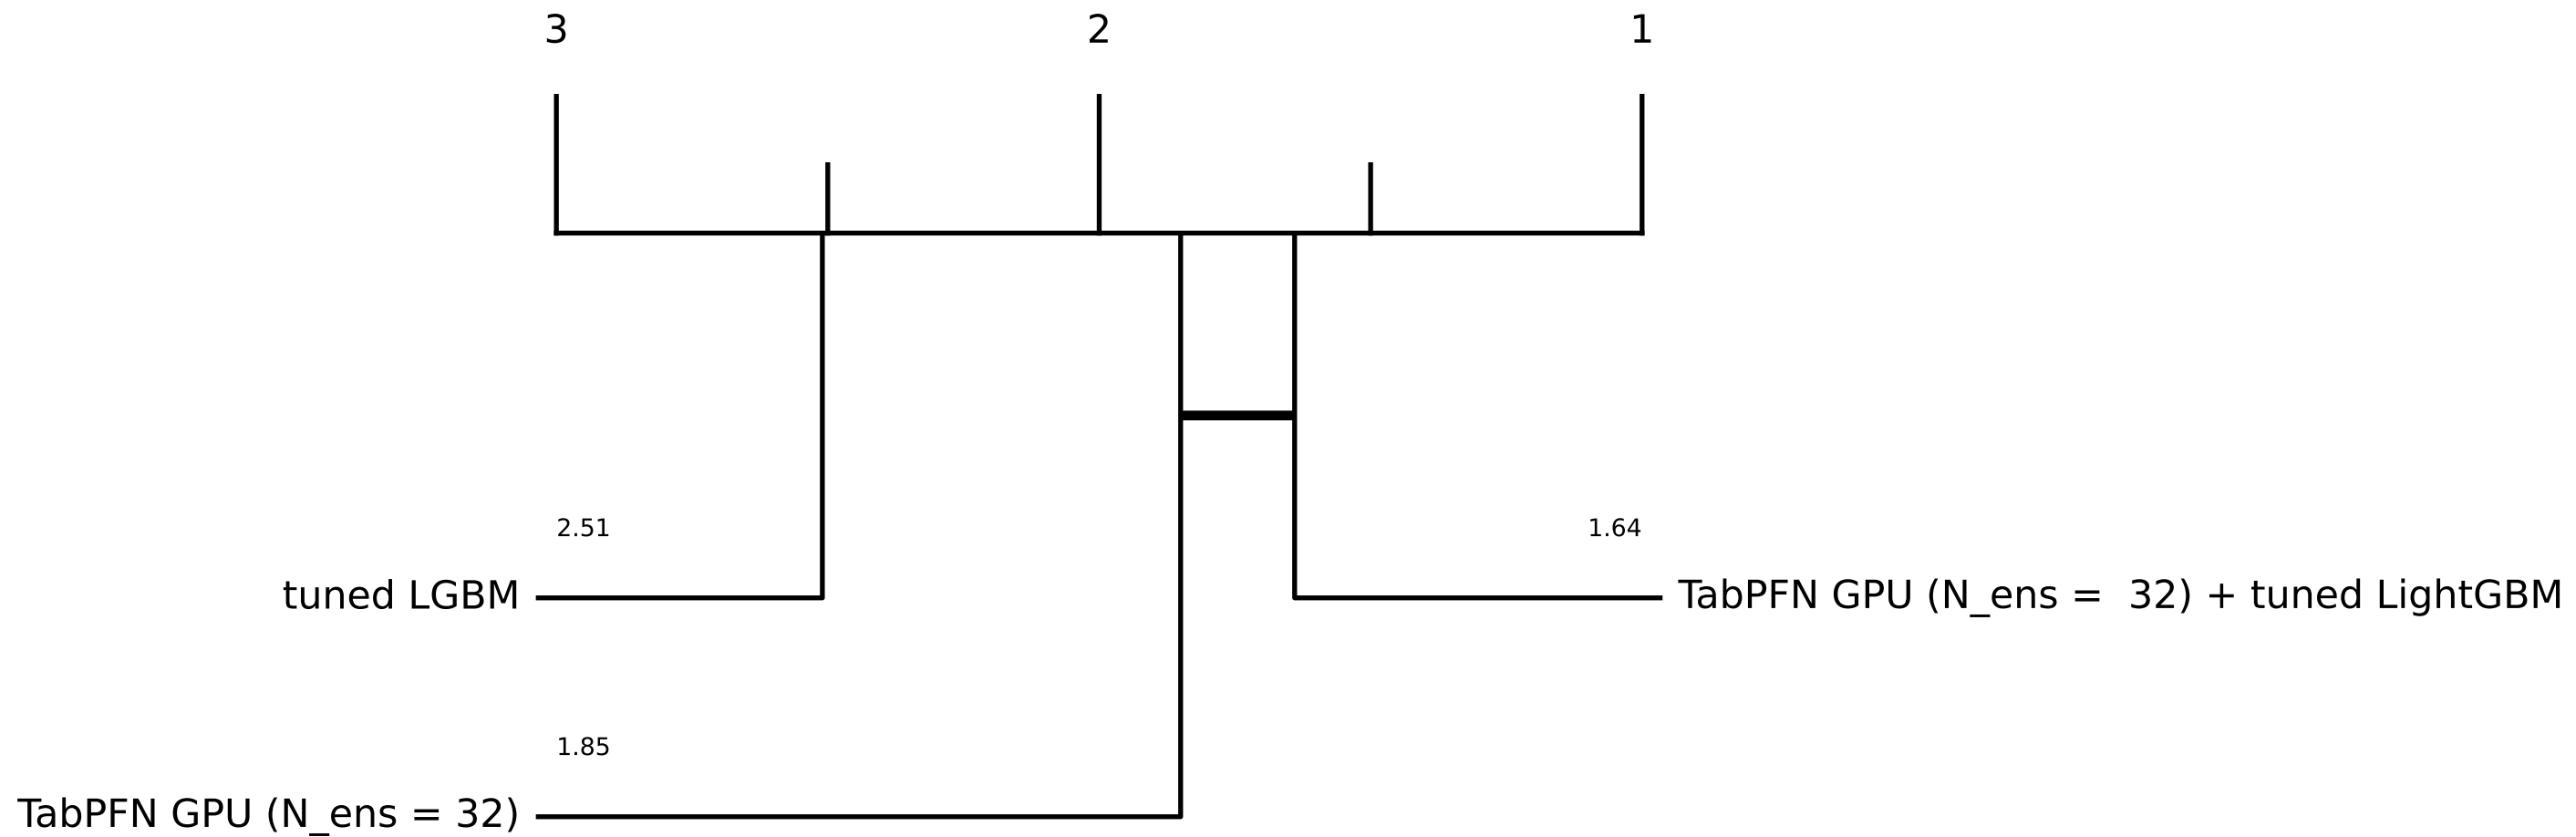 3 2 1
2.51 1.64
tuned LGBM TabPFN GPU (N_ens =  32) + tuned LightGBM
1.85
TabPFN GPU (N_ens = 32)